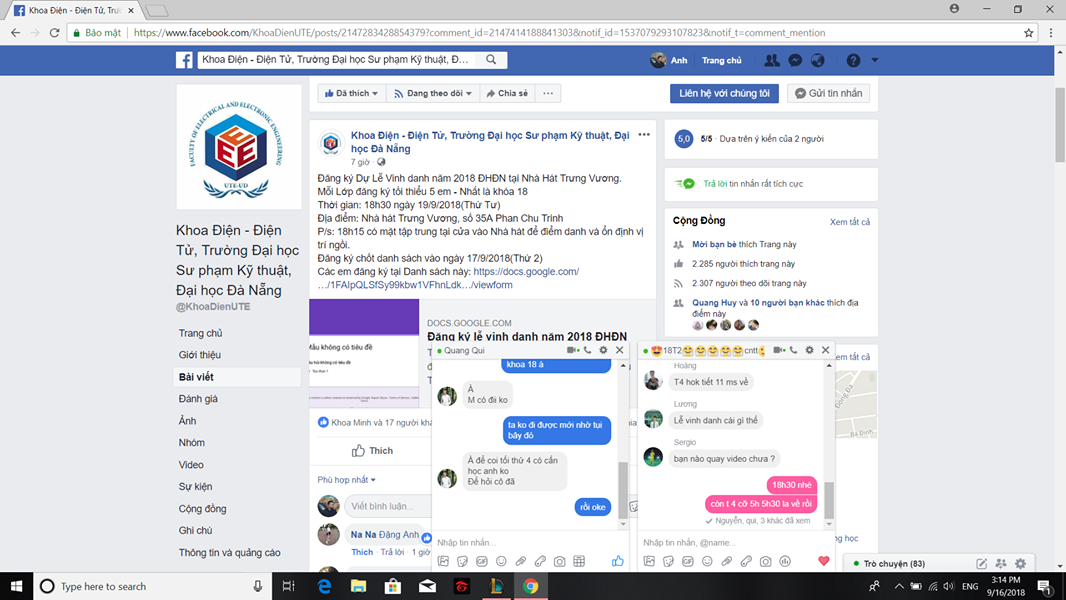 Khoa Điện - Điện Tử, Trườ
Bảo mật
https://www.facebook.com/KhoaDienUTE/posts/2147283428854379?comment_id=2147414188841303&notif_id=1537079293107823&notif_t=comment_mention
Khoa Điện - Điện Tử, Trường Đại học Sư phạm Kỹ thuật, Đ...
Anh
Trang chủ
FACULTY OF ELECTRICAL AND ELECTRONIC ENGINEERING
UTE-UD
Khoa Điện - Điện
Tử, Trường Đại học
Sư phạm Kỹ thuật,
Đại học Đà Nẵng
@KhoaDienUTE
Trang chủ
Giới thiệu
Bài viết
Đánh giá
Ảnh
Nhóm
Video
Sự kiện
Cộng đồng
Ghi chú
Thông tin và quảng cáo
Đã thích
Đang theo dõi
Chia sẻ
Liên hệ với chúng tôi
Gửi tin nhắn
Khoa Điện - Điện Tử, Trường Đại học Sư phạm Kỹ thuật, Đại
học Đà Nẵng
7 giờ ·
Đăng ký Dự Lễ Vinh danh năm 2018 ĐHĐN tại Nhà Hát Trưng Vương.
Mỗi Lớp đăng ký tối thiểu 5 em - Nhất là khóa 18
Thời gian: 18h30 ngày 19/9/2018(Thứ Tư)
Địa điểm: Nhà hát Trưng Vương, số 35A Phan Chu Trinh
P/s: 18h15 có mặt tập trung tại cửa vào Nhà hát để điểm danh và ổn định vị
trí ngồi.
Đăng ký chốt danh sách vào ngày 17/9/2018(Thứ 2)
Các em đăng ký tại Danh sách này: https://docs.google.com/
…/1FAIpQLSfSy99kbw1VFhnLdk…/viewform
Mẫu không có tiêu đề
DOCS.GOOGLE.COM
Đăng ký lễ vinh danh năm 2018 ĐHĐN
Khoa Minh và 17 người kh
Thích
Phù hợp nhất
Viết bình luận...
Na Na Đặng Anh
Thích · Trả lời · 1 giờ
5,0
5/5 · Dựa trên ý kiến của 2 người
Trả lời tin nhắn rất tích cực
Cộng Đồng
Xem tất cả
Mời bạn bè thích Trang này
2.285 người thích trang này
2.307 người theo dõi trang này
Quang Huy và 10 người bạn khác thích địa
điểm này
em tất cả
Quang Qui
khoa 18 á
À
M có đi ko
ta ko đi được mới nhờ tụi
bây đó
À để coi tối thứ 4 có cần
học anh ko
Để hỏi cô đã
rồi oke
Nhập tin nhắn...
18T2😄😄😄😄😄cntt
Hoàng
T4 hok tiết 11 ms về
Lương
Lễ vinh danh cái gì thế
Sergio
bạn nào quay video chưa ?
18h30 nhé
còn t 4 cỡ 5h 5h30 la về rồi
Nguyễn, qui, 3 khác đã xem
Nhập tin nhắn, @name...
Trò chuyện (83)
Type here to search
ENG
3:14 PM
9/16/2018
1